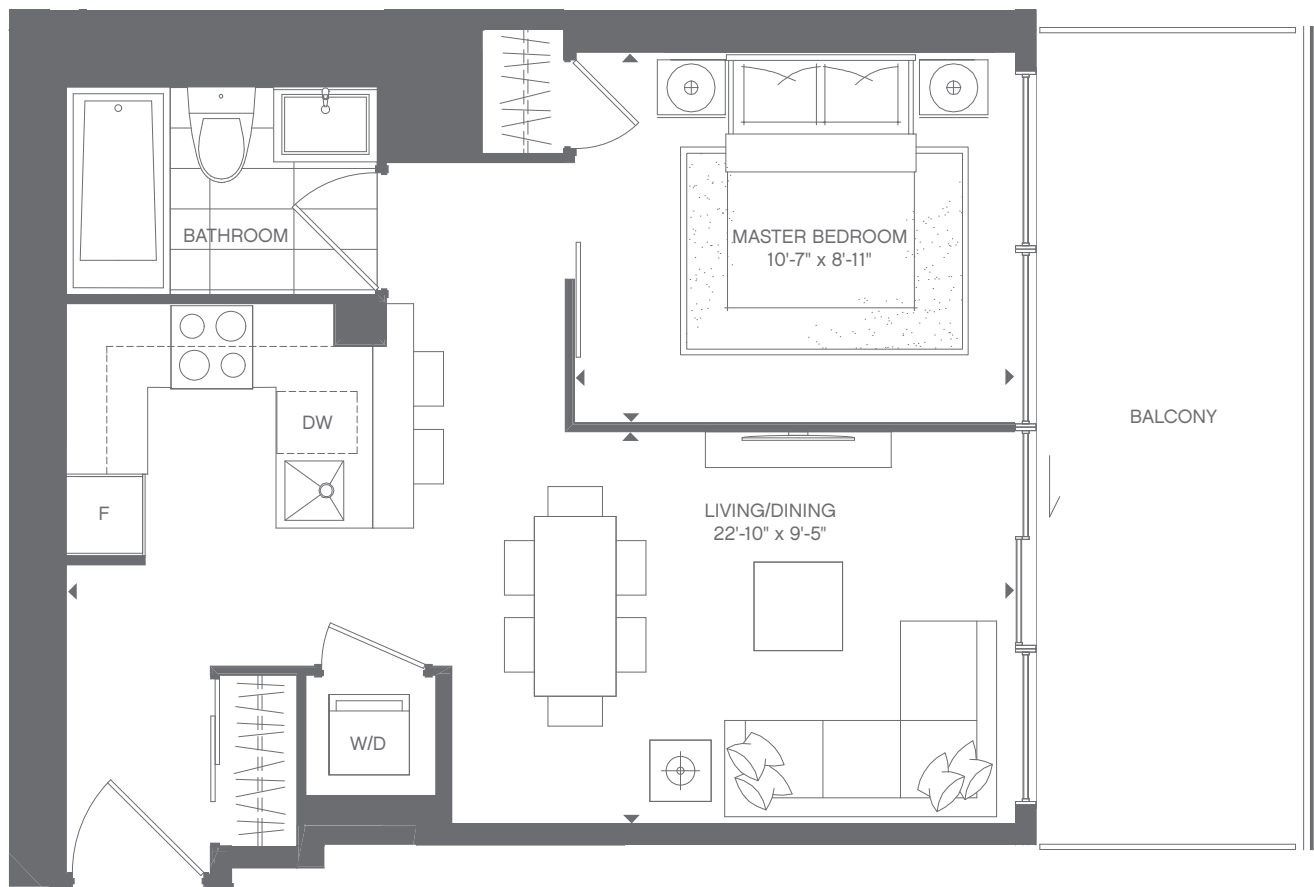 BATHROOM
MASTER BEDROOM
10'-7" x 8'-11"
DW
BALCONY
F
LIVING/DINING
22'-10" x 9'-5"
W/D